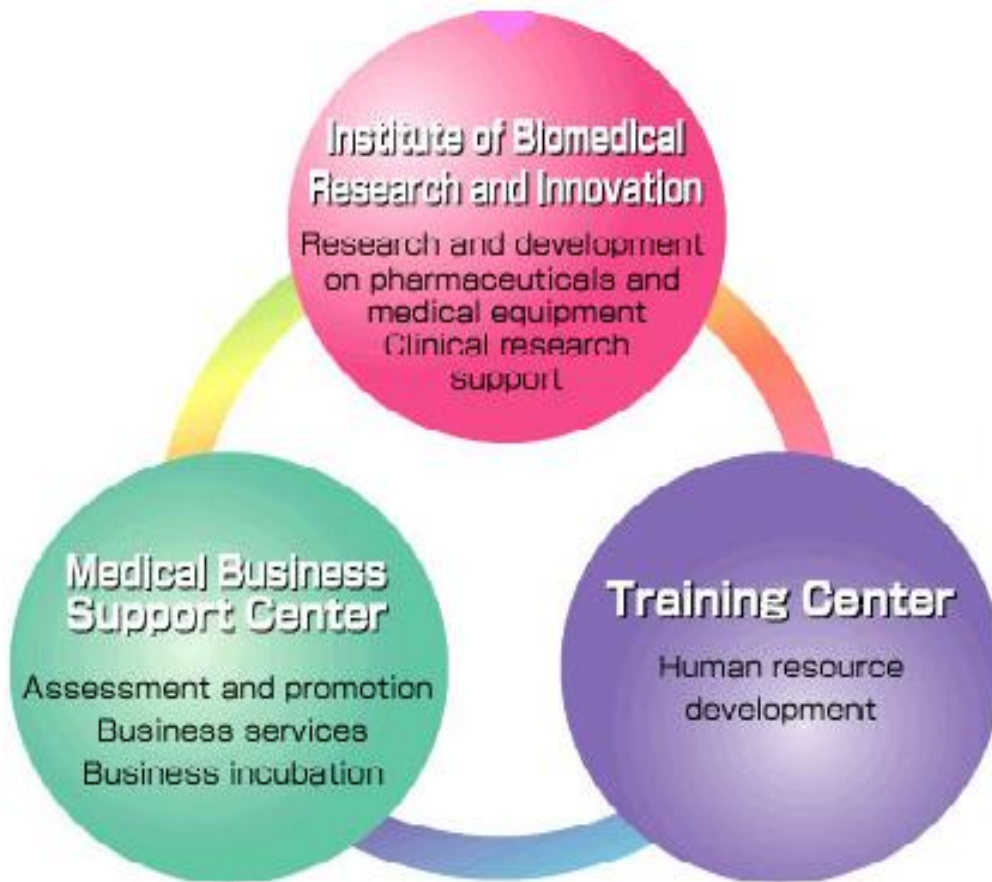 Institute of Biomedical
Research and Innovation
Research and development
on pharmaceuticals and
medical equipment
Clinical research
support
Medical Business
Support Center
Assessment and promotion
Business services
Business incubation
Training Center
Human resource
development